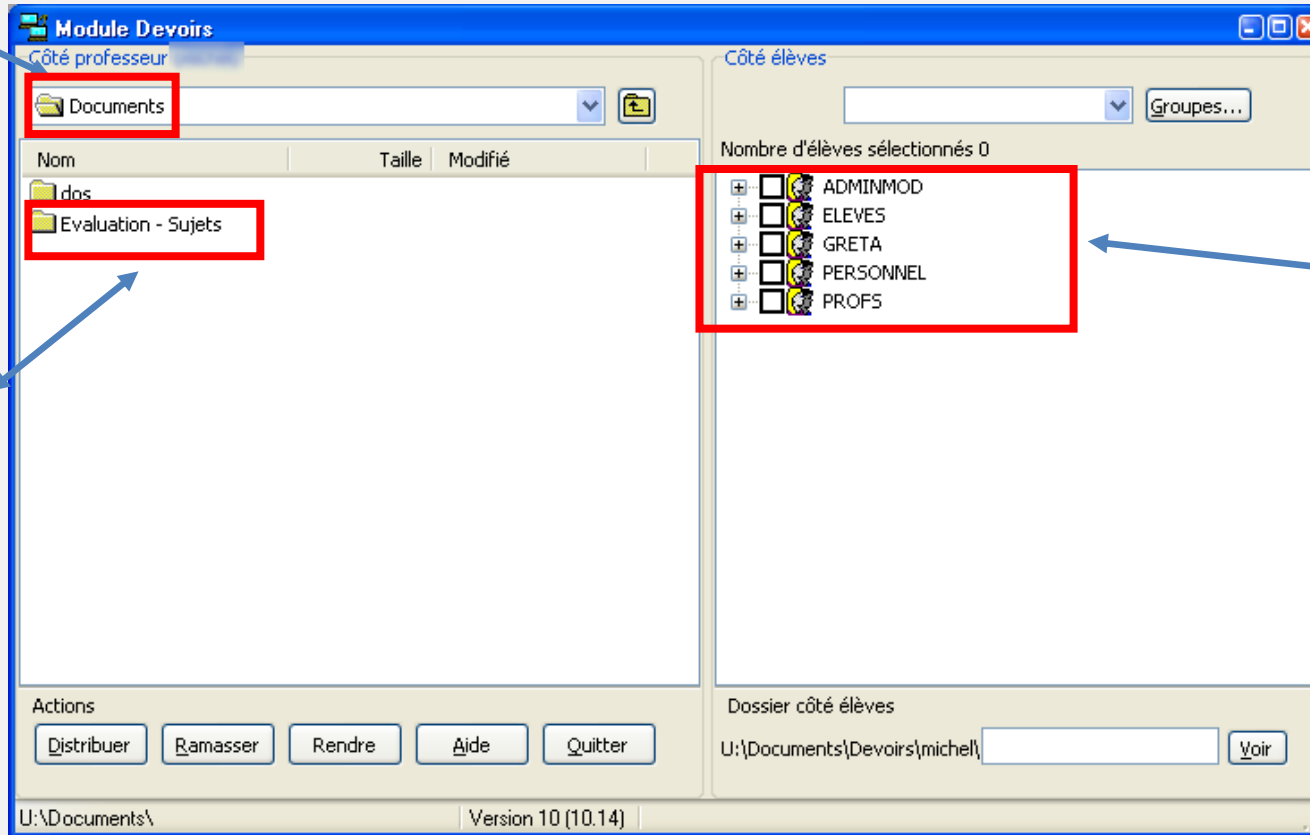 Module Devoirs
Côté professeur
Documents
Nom Taille Modifié
dos
Evaluation - Sujets
Actions
Distribuer Ramasser Rendre Aide Quitter
U:\Documents\ Version 10 (10.14)
Côté élèves
Groupes...
Nombre d'élèves sélectionnés 0
ADMINMOD
ELEVES
GRETA
PERSONNEL
PROFS
Dossier côté élèves
U:\Documents\Devoirs\michel\ Voir